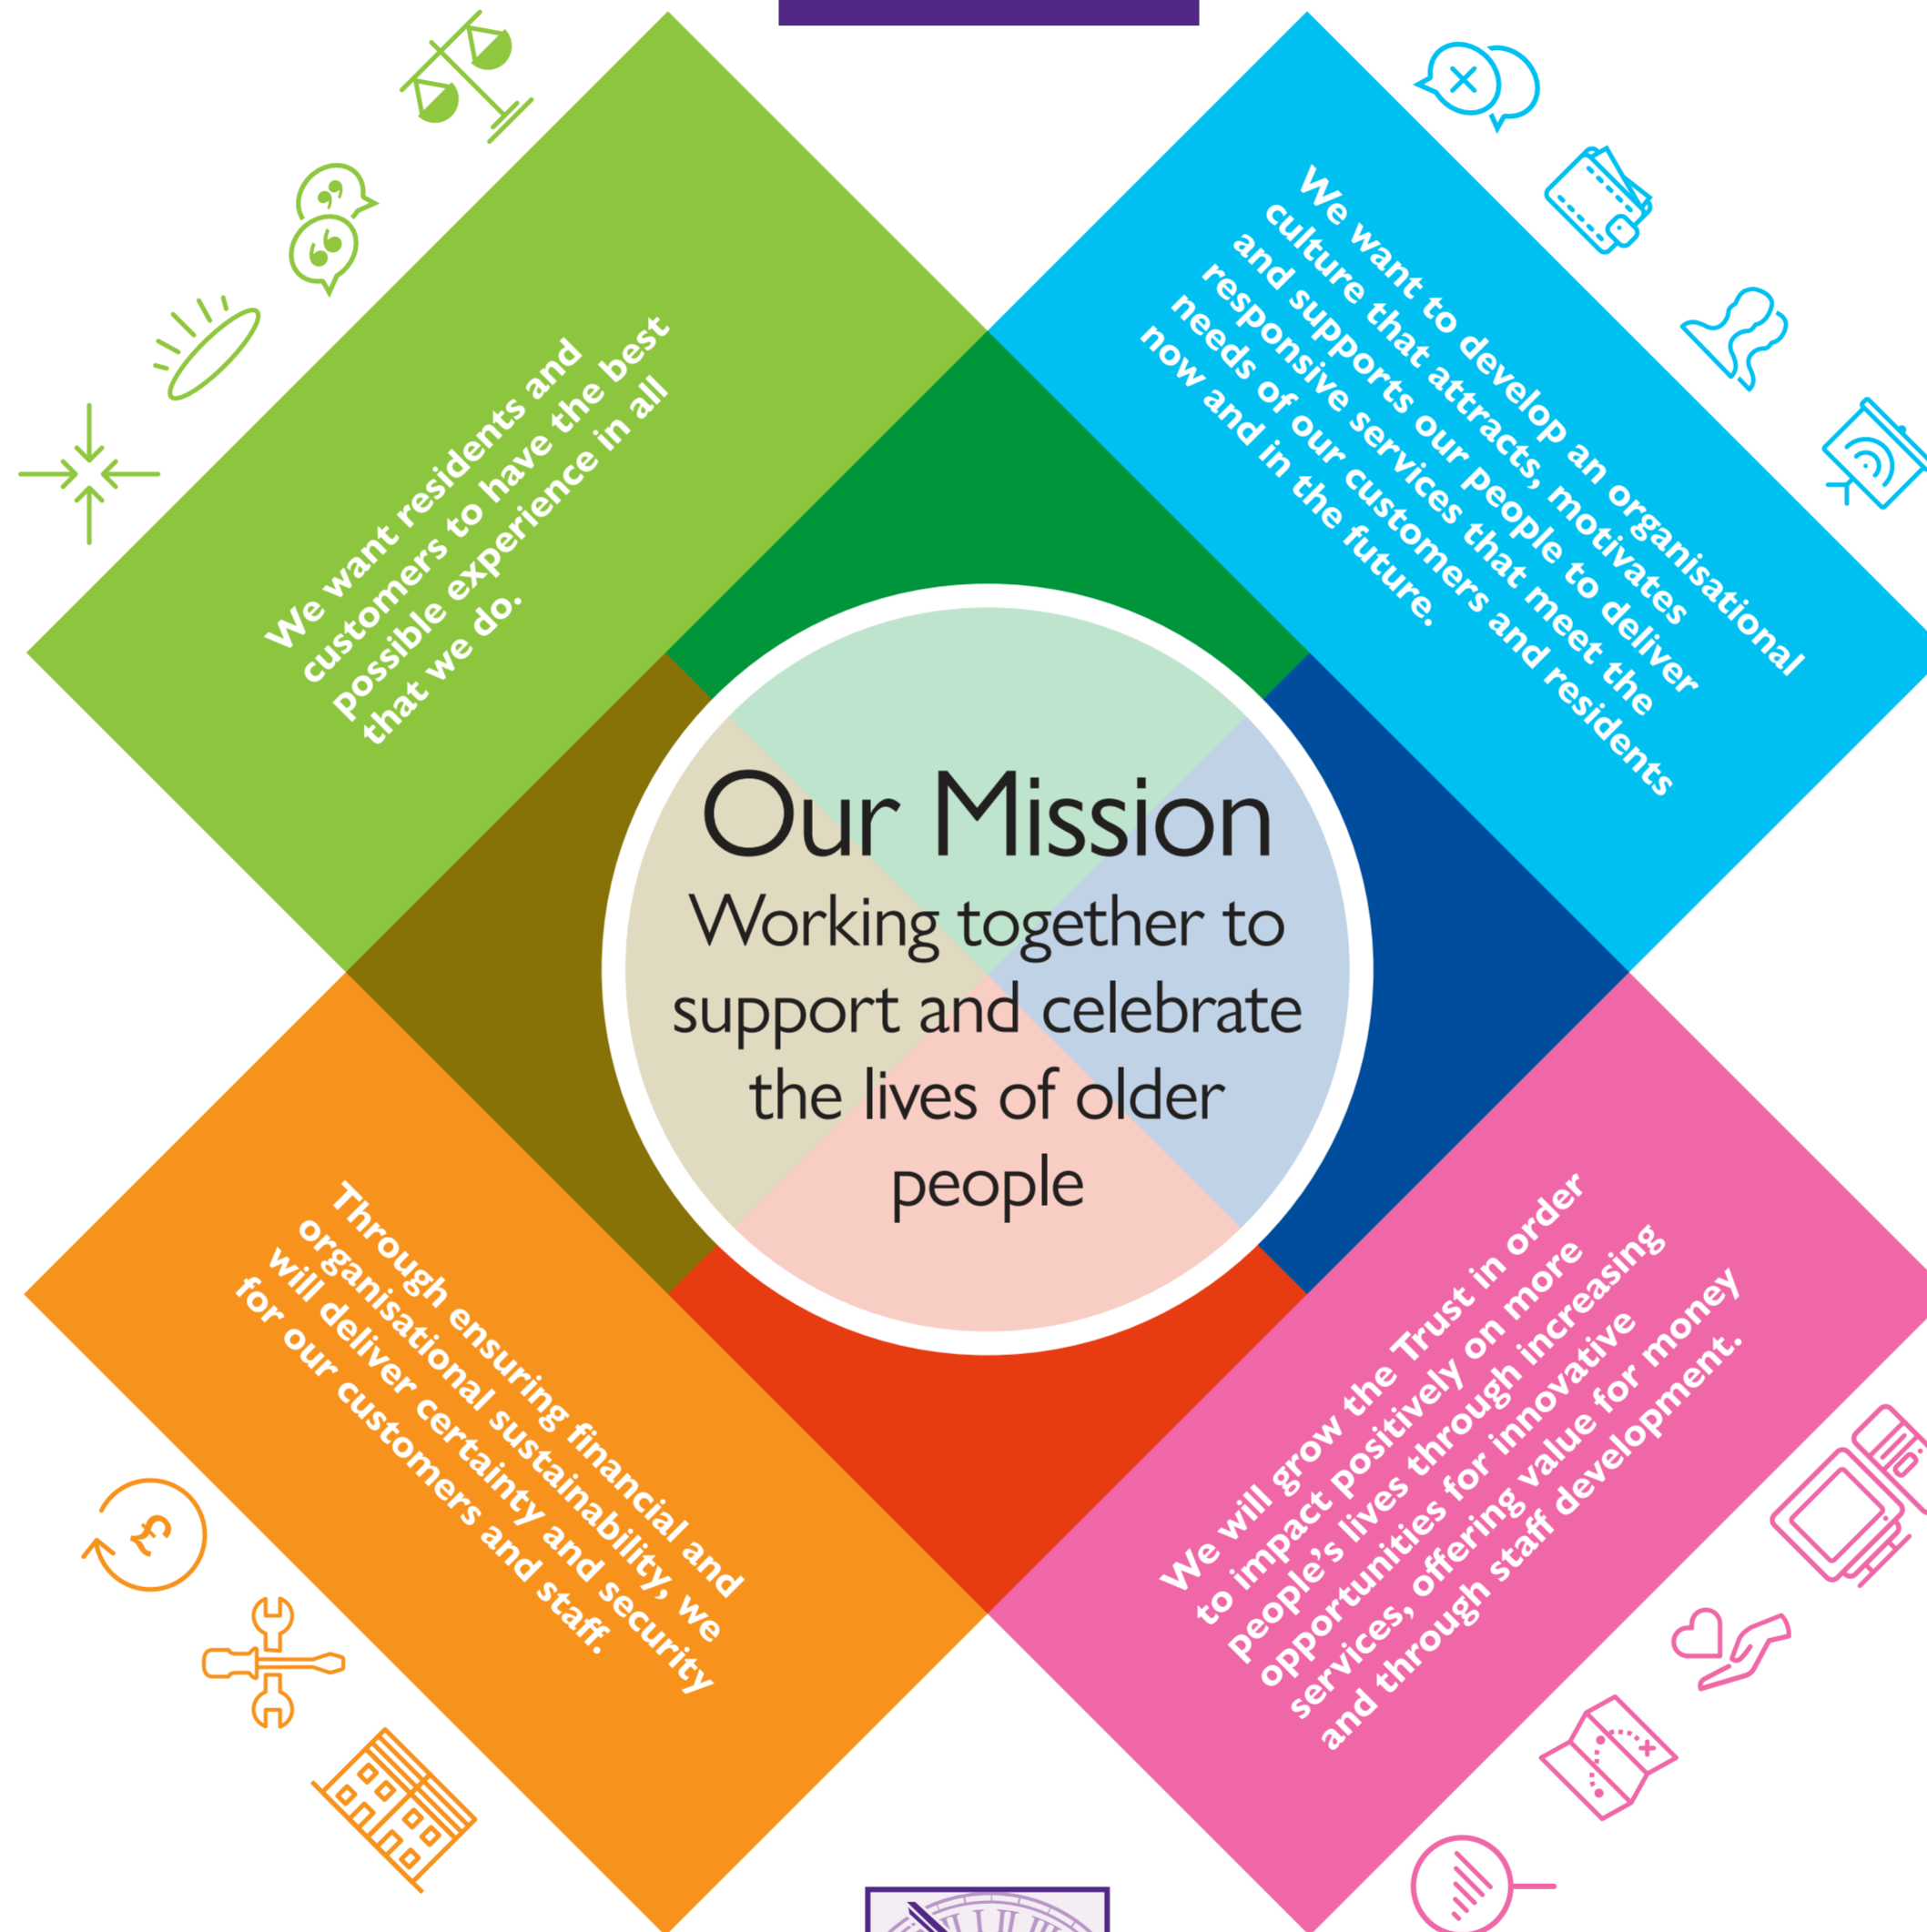 We want residents and
customers to have the best
possible experience in all
that we do.
We want to develop an organisational
culture that attracts, motivates
and supports our people to deliver
responsive services that meet the
needs of our customers and residents
now and in the future.
Our Mission
Working together to
support and celebrate
the lives of older
people
Through ensuring financial and
organisational sustainability, we
will deliver certainty and security
for our customers and staff.
We will grow the Trust in order
to impact positively on more
people's lives through increasing
opportunities for innovative
services, offering value for money
and through staff development.
£